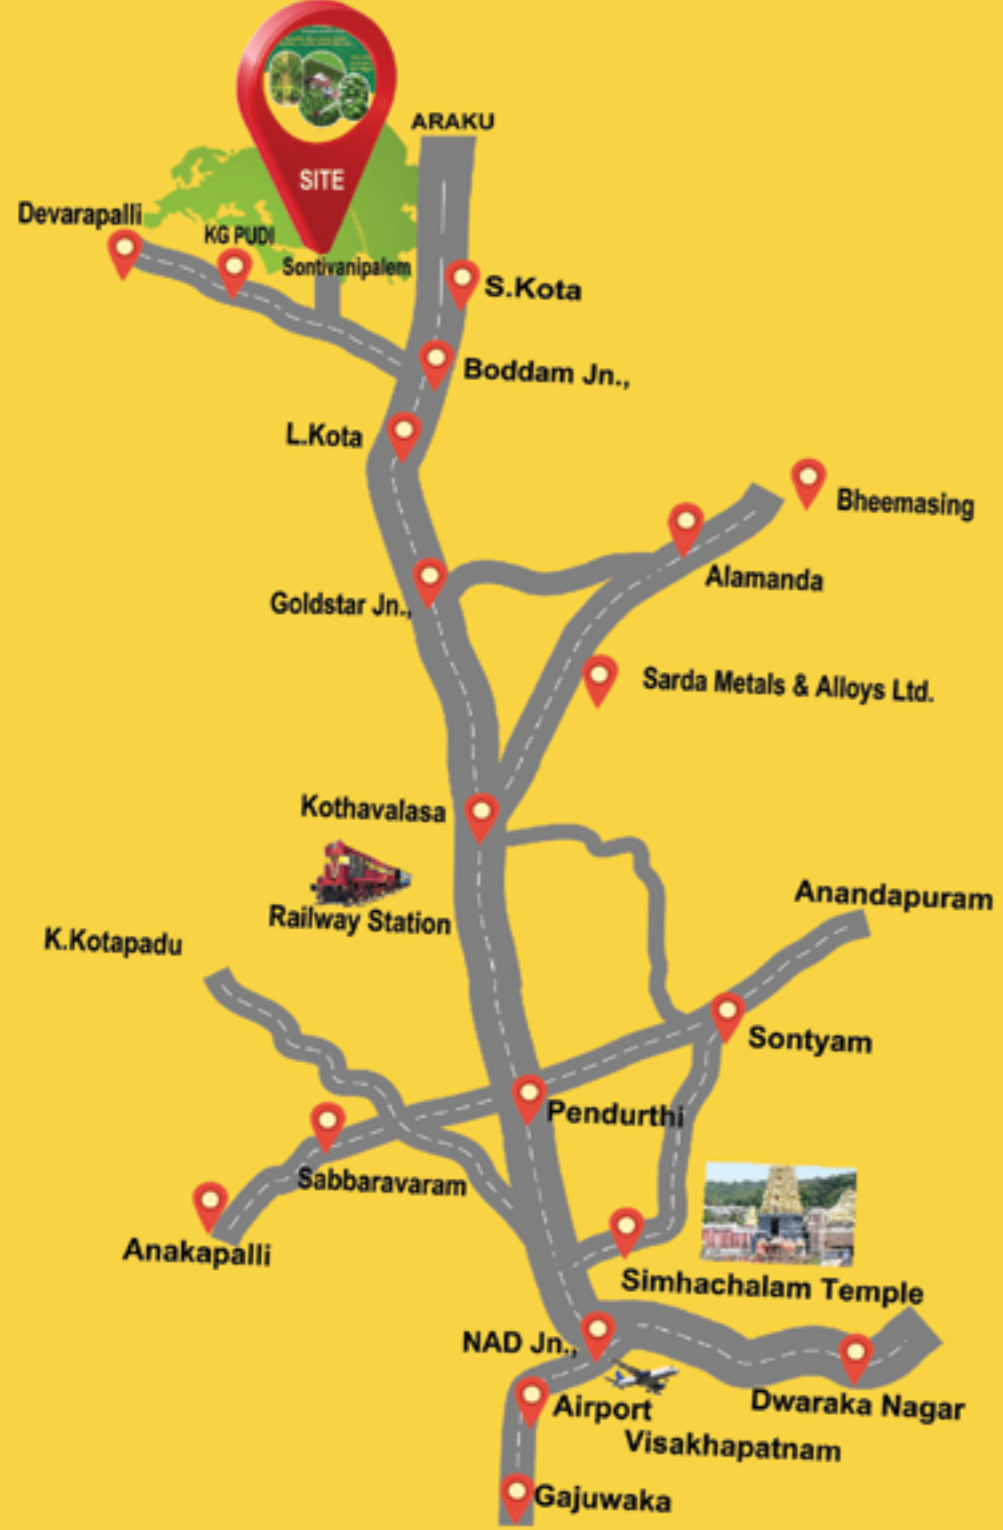 ARAKU
SITE
Devarapalli
KG PUDI
Sontivanipalem
S.Kota
Boddam Jn.,
L.Kota
Bheemasing
Alamanda
Goldstar Jn.,
Sarda Metals & Alloys Ltd.
Kothavalasa
Anandapuram
Railway Station
K.Kotapadu
Sontyam
Pendurthi
Sabbaravaram
Anakapalli
Simhachalam Temple
NAD Jn.,
Dwaraka Nagar
Airport
Visakhapatnam
Gajuwaka